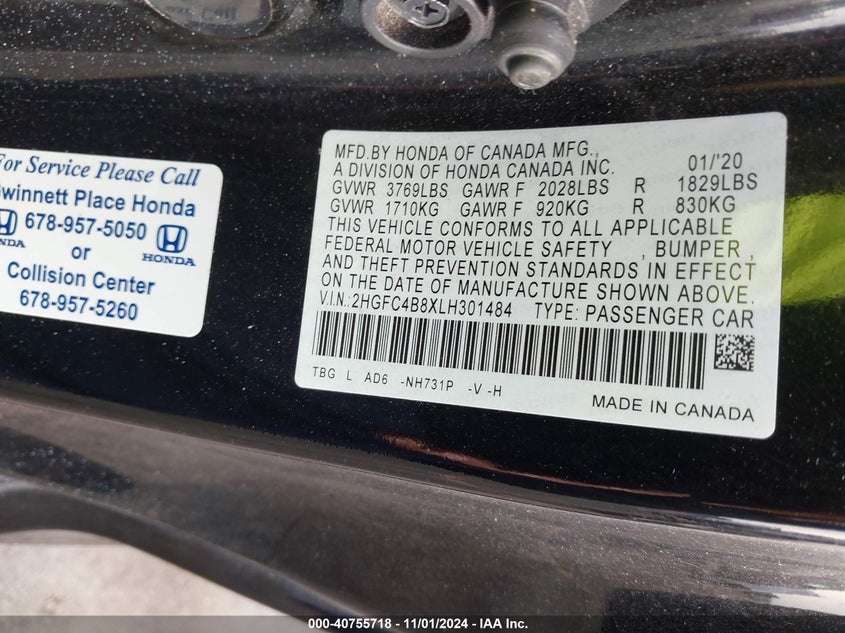 For Service Please Call
Gwinnett Place Honda
678-957-5050
HONDA
or
HONDA
Collision Center
678-957-5260
MFD.BY HONDA OF CANADA MFG., 01/'20
A DIVISION OF HONDA CANADA INC.
GVWR 3769LBS GAWR F 2028LBS R 1829LBS
GVWR 1710KG GAWR F 920KG R 830KG
THIS VEHICLE CONFORMS TO ALL APPLICABLE
FEDERAL MOTOR VEHICLE SAFETY , BUMPER ,
AND THEFT PREVENTION STANDARDS IN EFFECT
ON THE DATE OF MANUFACTURE SHOWN ABOVE.
V.I.N.: 2HGFC4B8XLH301484 TYPE: PASSENGER CAR
TBG L AD6 -NH731P -V -H
MADE IN CANADA
000-40755718 - 11/01/2024 - IAA Inc.